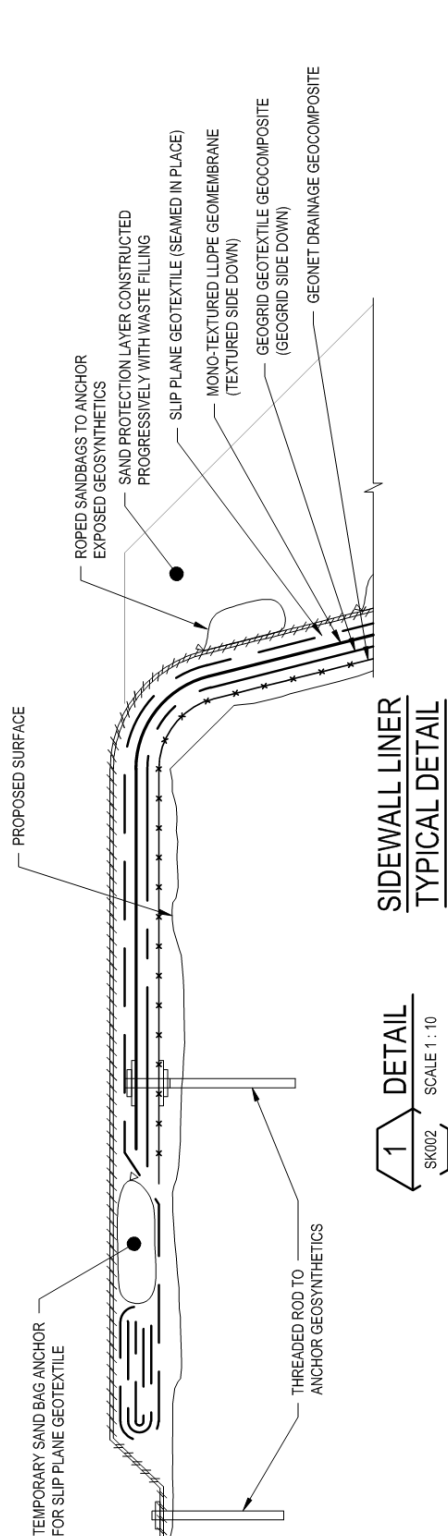 TEMPORARY SAND BAG ANCHOR
FOR SLIP PLANE GEOTEXTILE
PROPOSED SURFACE
ROPED SANDBAGS TO ANCHOR
EXPOSED GEOSYNTHETICS
SAND PROTECTION LAYER CONSTRUCTED
PROGRESSIVELY WITH WASTE FILLING
SLIP PLANE GEOTEXTILE (SEAMED IN PLACE)
MONO-TEXTURED LLDPE GEOMEMBRANE
(TEXTURED SIDE DOWN)
GEOGRID GEOTEXTILE GEOCOMPOSITE
(GEOGRID SIDE DOWN)
GEONET DRAINAGE GEOCOMPOSITE
THREADED ROD TO
ANCHOR GEOSYNTHETICS
1
SK002
DETAIL
SCALE 1 : 10
SIDEWALL LINER
TYPICAL DETAIL